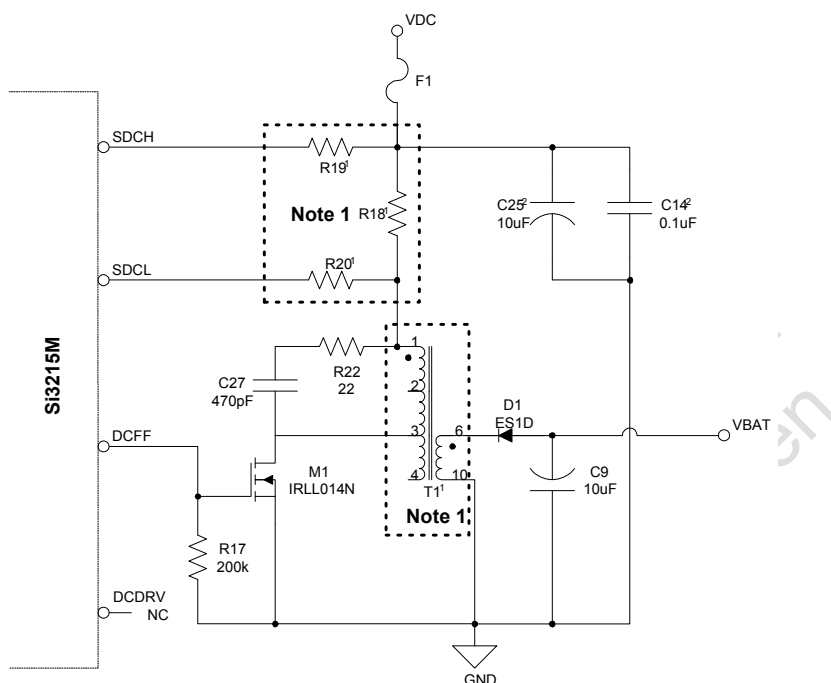 VDC
F1
SDCH
R19¹
Note 1
R18¹
C25²
10uF
C14²
0.1uF
SDCL
R20¹
Si3215M
1
R22
22
C27
470pF
2
D1
ES1D
VBAT
DCFF
3
6
M1
IRLL014N
4
10
C9
10uF
T1¹
Note 1
R17
200k
DCDRV
NC
GND